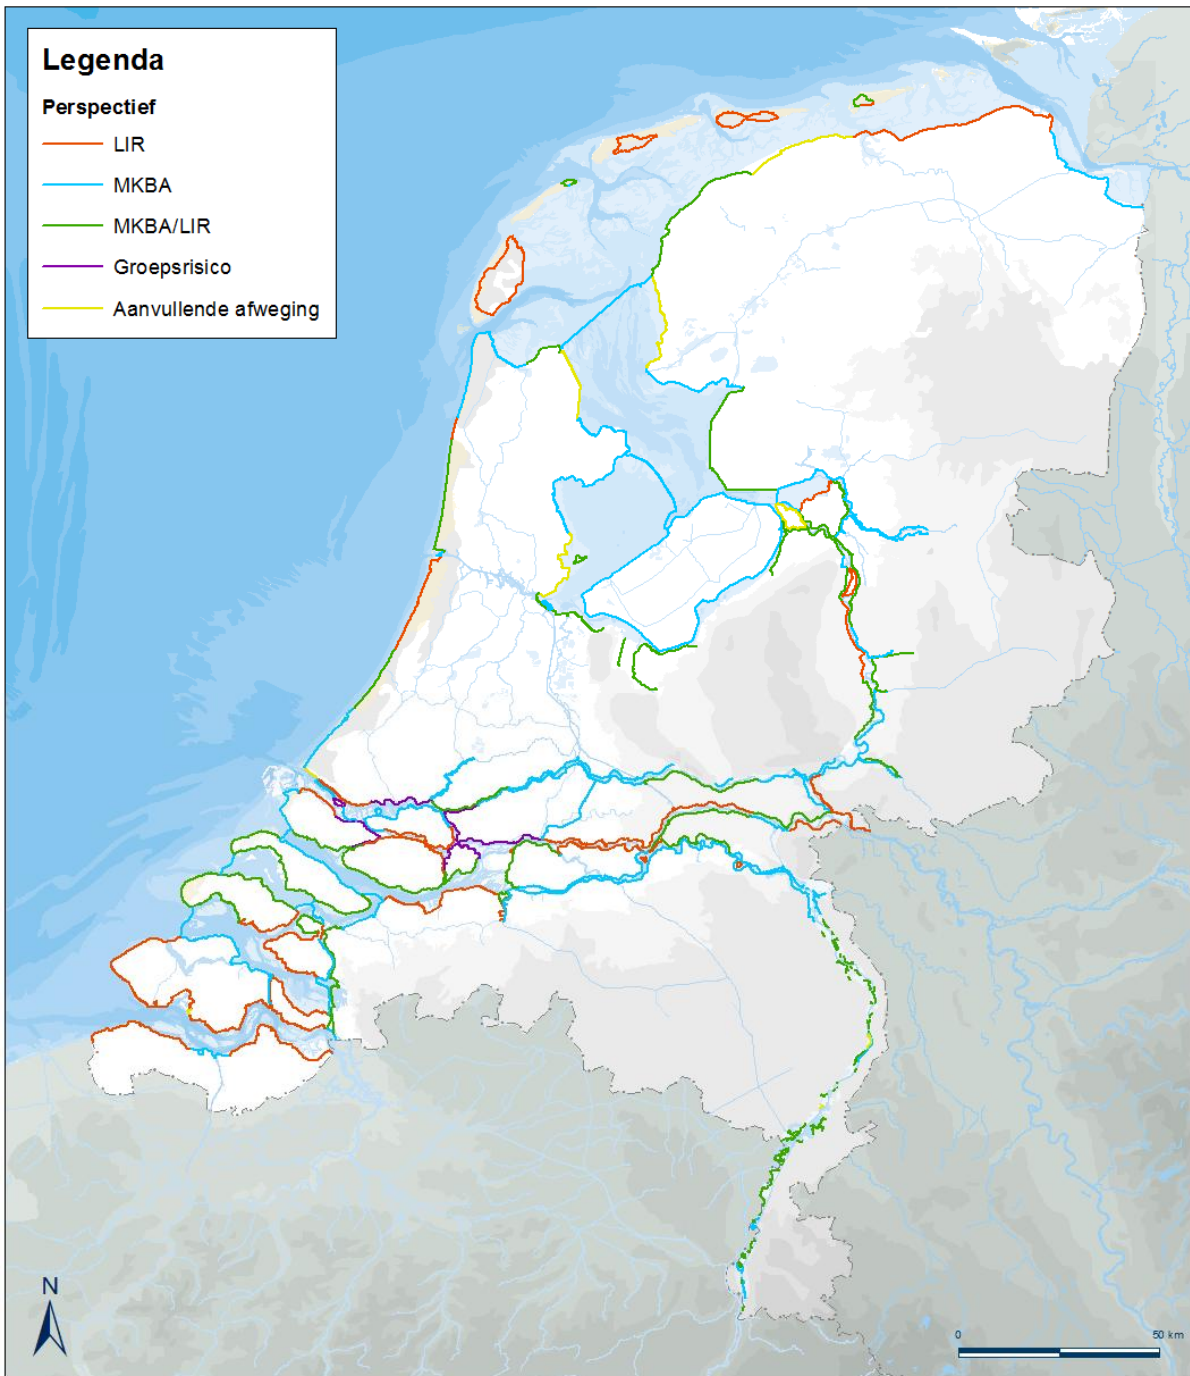 Legenda
Perspectief
LIR
MKBA
MKBA/LIR
Groepsrisico
Aanvullende afweging
N
0 50 km